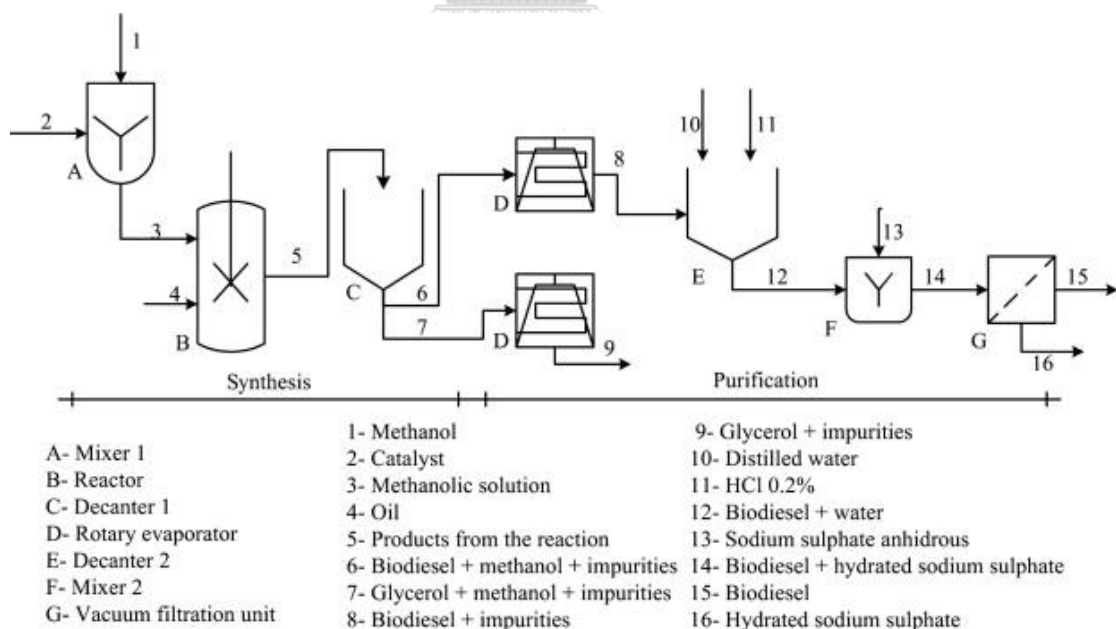 1
2
A
3
4
B
5
C
6
7
D
8
D
9
10
11
E
12
13
F
14
G
15
16
Synthesis
Purification
A- Mixer 1
B- Reactor
C- Decanter 1
D- Rotary evaporator
E- Decanter 2
F- Mixer 2
G- Vacuum filtration unit
1- Methanol
2- Catalyst
3- Methanolic solution
4- Oil
5- Products from the reaction
6- Biodiesel + methanol + impurities
7- Glycerol + methanol + impurities
8- Biodiesel + impurities
9- Glycerol + impurities
10- Distilled water
11- HCl 0.2%
12- Biodiesel + water
13- Sodium sulphate anhidrous
14- Biodiesel + hydrated sodium sulphate
15- Biodiesel
16- Hydrated sodium sulphate